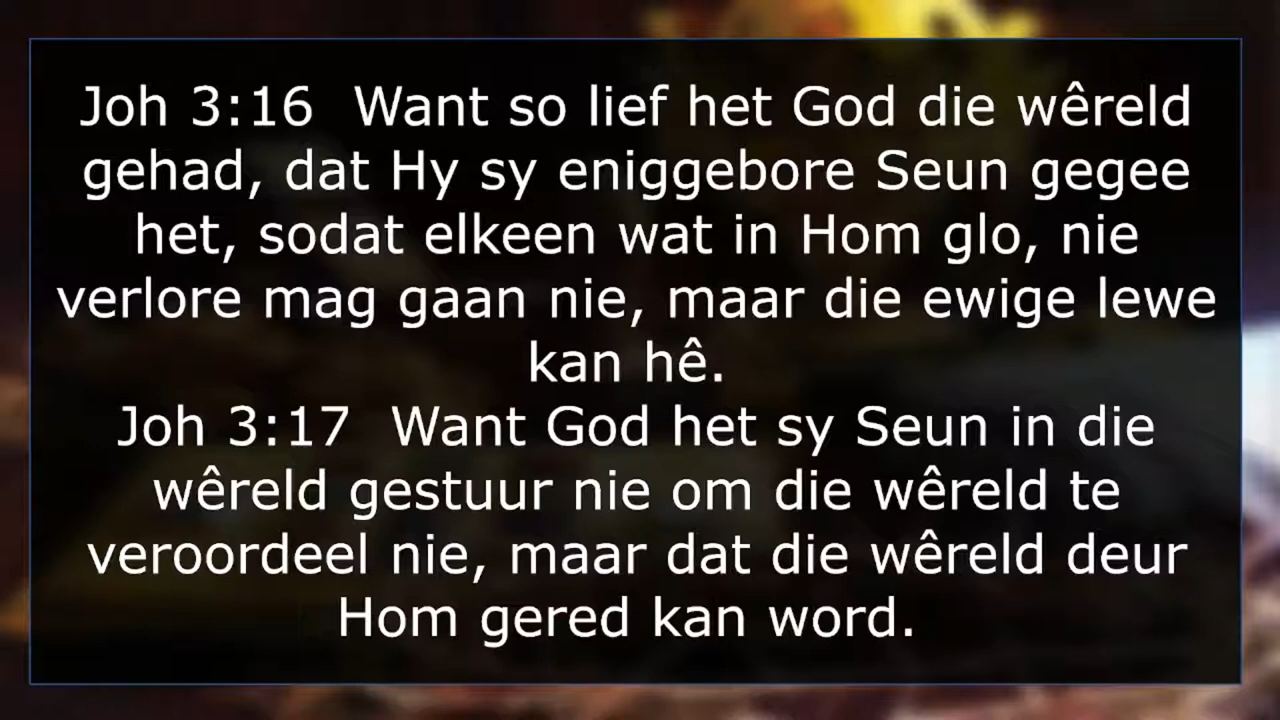 Joh 3:16  Want so lief het God die wêreld
gehad, dat Hy sy eniggebore Seun gegee
het, sodat elkeen wat in Hom glo, nie
verlore mag gaan nie, maar die ewige lewe
kan hê.
Joh 3:17  Want God het sy Seun in die
wêreld gestuur nie om die wêreld te
veroordeel nie, maar dat die wêreld deur
Hom gered kan word.